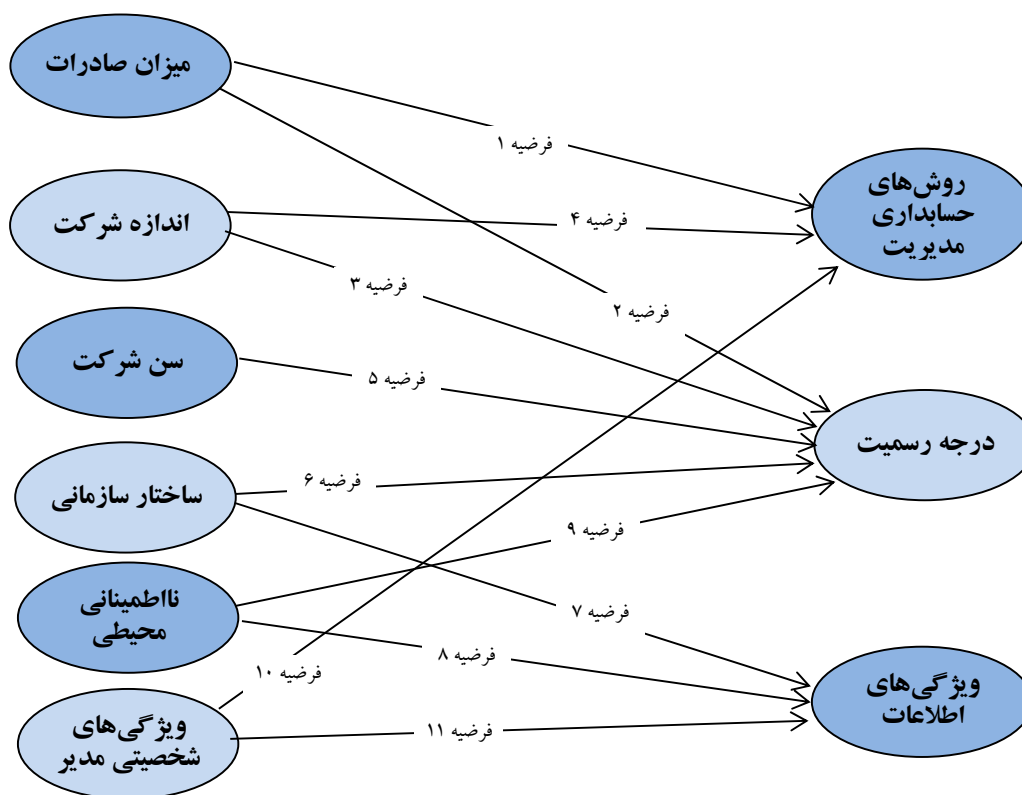 میزان صادرات
اندازه شرکت
سن شرکت
ساختار سازمانی
نااطمینانی
محیطی
ویژگی‌های
شخصیتی مدیر
فرضیه ۱
فرضیه ۴
فرضیه ۳
فرضیه ۲
فرضیه ۵
فرضیه ۶
فرضیه ۹
فرضیه ۷
فرضیه ۸
فرضیه ۱۰
فرضیه ۱۱
روش‌های
حسابداری
مدیریت
درجه رسمیت
ویژگی‌های
اطلاعات